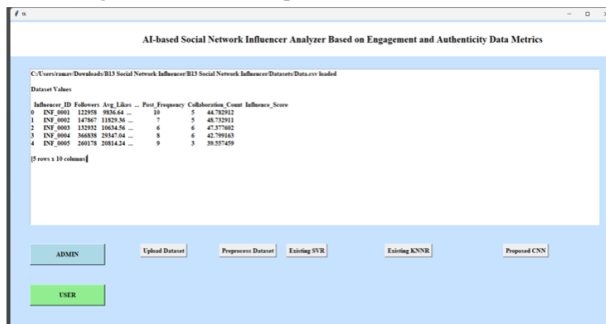 tk
AI-based Social Network Influencer Analyzer Based on Engagement and Authenticity Data Metrics
C:/Users/ramav/Downloads/B13 Social Network Influencer/B13 Social Network Influencer/Datasets/Data.csv loaded
Dataset Values
Influencer_ID Followers Avg_Likes ... Post_Frequency Collaboration_Count Influence_Score
0 INF_0001 122958 9836.64 ... 10 5 44.782912
1 INF_0002 147867 11829.36 ... 7 5 48.732911
2 INF_0003 132932 10634.56 ... 6 6 47.377602
3 INF_0004 366838 29347.04 ... 8 6 42.799163
4 INF_0005 260178 20814.24 ... 9 3 39.557459
[5 rows x 10 columns]
ADMIN Upload Dataset Preprocess Dataset Existing SVR Existing KNNR Proposed CNN
USER